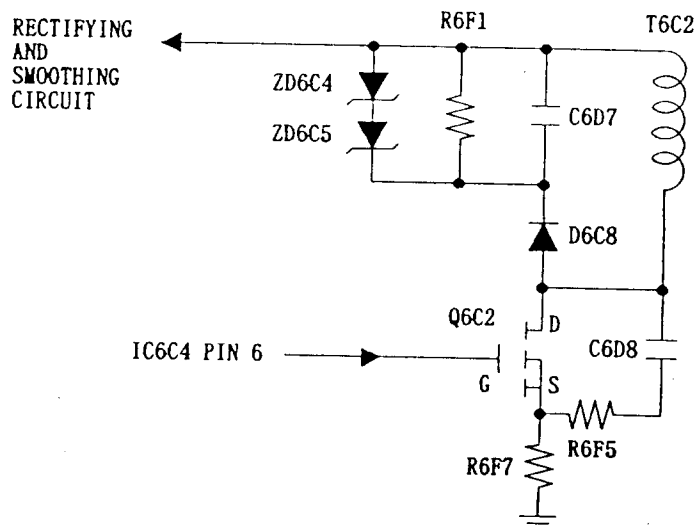 RECTIFYING
AND
SMOOTHING
CIRCUIT
R6F1
T6C2
ZD6C4
ZD6C5
C6D7
D6C8
Q6C2
D
IC6C4 PIN 6
G
S
C6D8
R6F5
R6F7